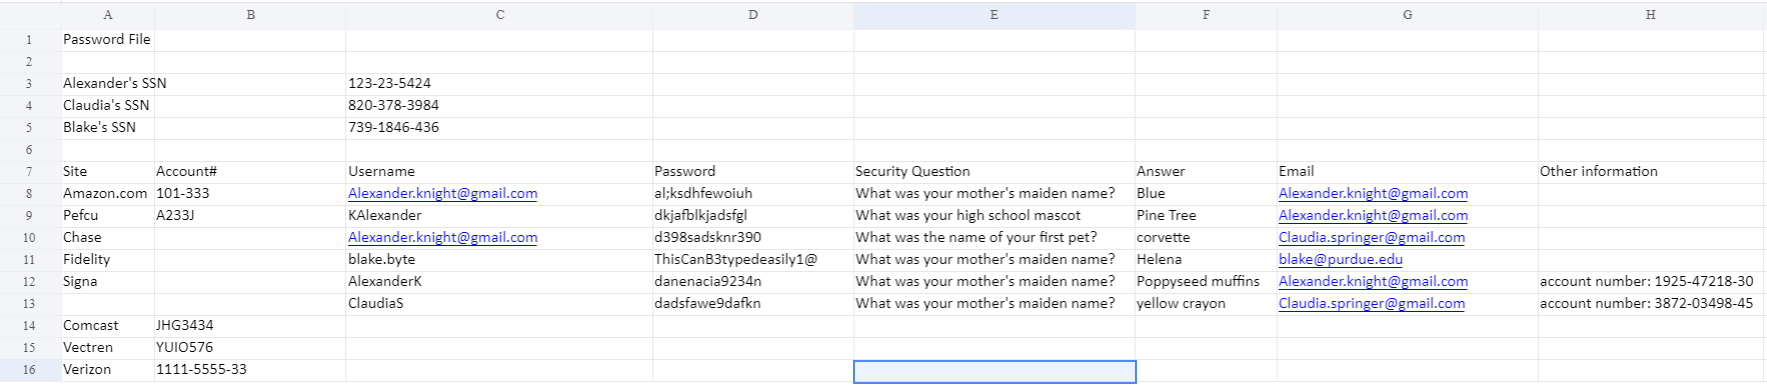 A B C D E F G H
1 Password File
2
3 Alexander's SSN 123-23-5424
4 Claudia's SSN 820-378-3984
5 Blake's SSN 739-1846-436
6
7 Site Account# Username Password Security Question Answer Email Other information
8 Amazon.com 101-333 Alexander.knight@gmail.com al;ksdhfewoiuh What was your mother's maiden name? Blue Alexander.knight@gmail.com
9 Pefcu A233J KAlexander dkjafblkjadsfgl What was your high school mascot Pine Tree Alexander.knight@gmail.com
10 Chase Alexander.knight@gmail.com d398sadsknr390 What was the name of your first pet? corvette Claudia.springer@gmail.com
11 Fidelity blake.byte ThisCanB3typedeasily1@ What was your mother's maiden name? Helena blake@purdue.edu
12 Signa AlexanderK danenacia9234n What was your mother's maiden name? Poppyseed muffins Alexander.knight@gmail.com account number: 1925-47218-30
13 ClaudiaS dadsfawe9dafkn What was your mother's maiden name? yellow crayon Claudia.springer@gmail.com account number: 3872-03498-45
14 Comcast JHG3434
15 Vectren YUIO576
16 Verizon 1111-5555-33